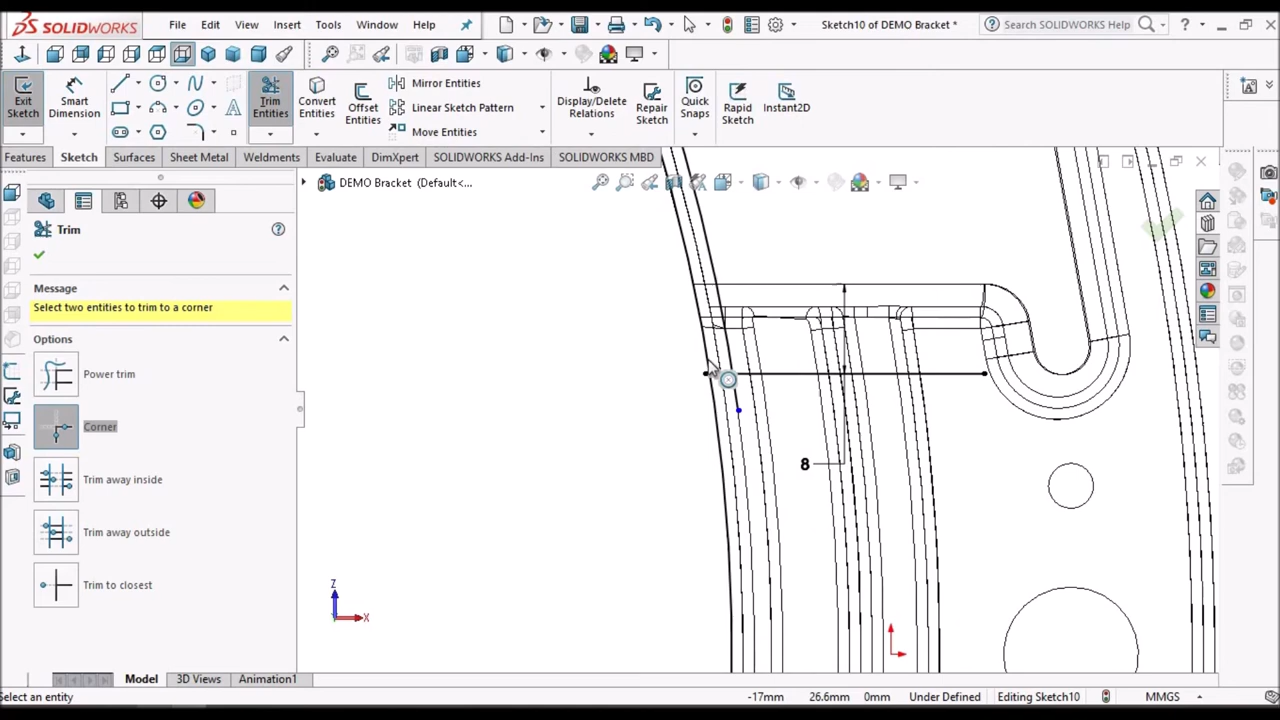 SOLIDWORKS
File Edit View Insert Tools Window Help
Sketch10 of DEMO Bracket *
Search SOLIDWORKS Help
?
Exit Sketch
Smart Dimension
Trim Entities
Convert Entities
Offset Entities
Mirror Entities
Linear Sketch Pattern
Move Entities
Display/Delete Relations
Repair Sketch
Quick Snaps
Rapid Sketch
Instant2D
Features Sketch Surfaces Sheet Metal Weldments Evaluate DimXpert SOLIDWORKS Add-Ins SOLIDWORKS MBD
DEMO Bracket (Default<...
Trim
?
Message
Select two entities to trim to a corner
Options
Power trim
Corner
Trim away inside
Trim away outside
Trim to closest
8
Z
X
Model 3D Views Animation1
Select an entity
-17mm 26.6mm 0mm Under Defined Editing Sketch10 MMGS